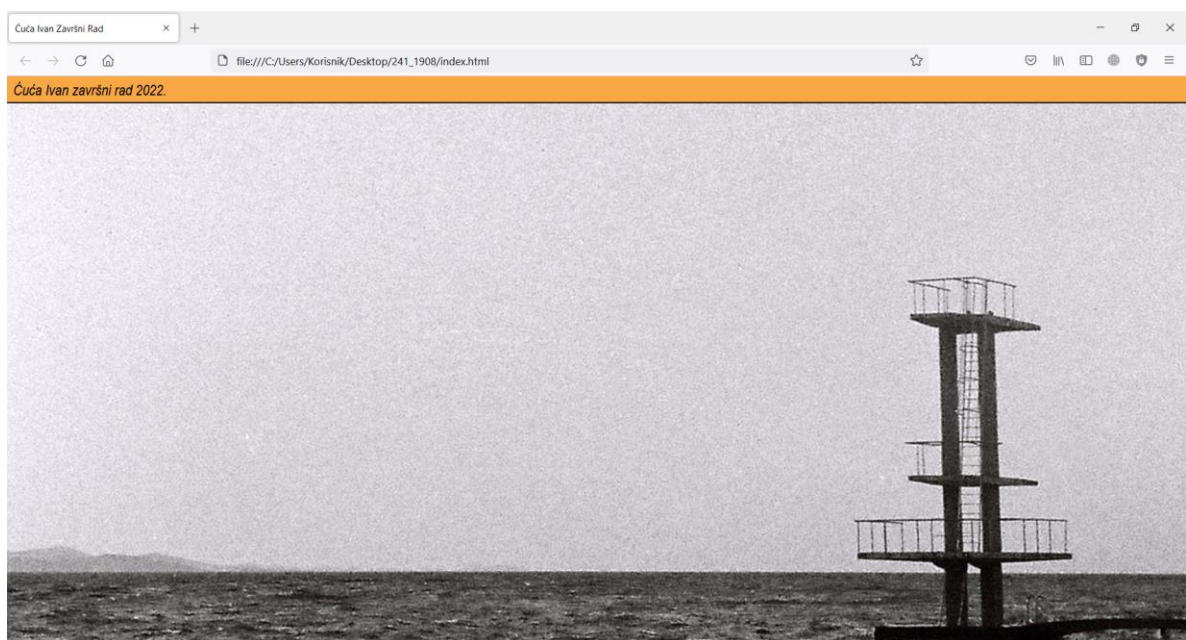 Ćuća Ivan Završni Rad
file:///C:/Users/Korisnik/Desktop/241_1908/index.html
Ćuća Ivan završni rad 2022.